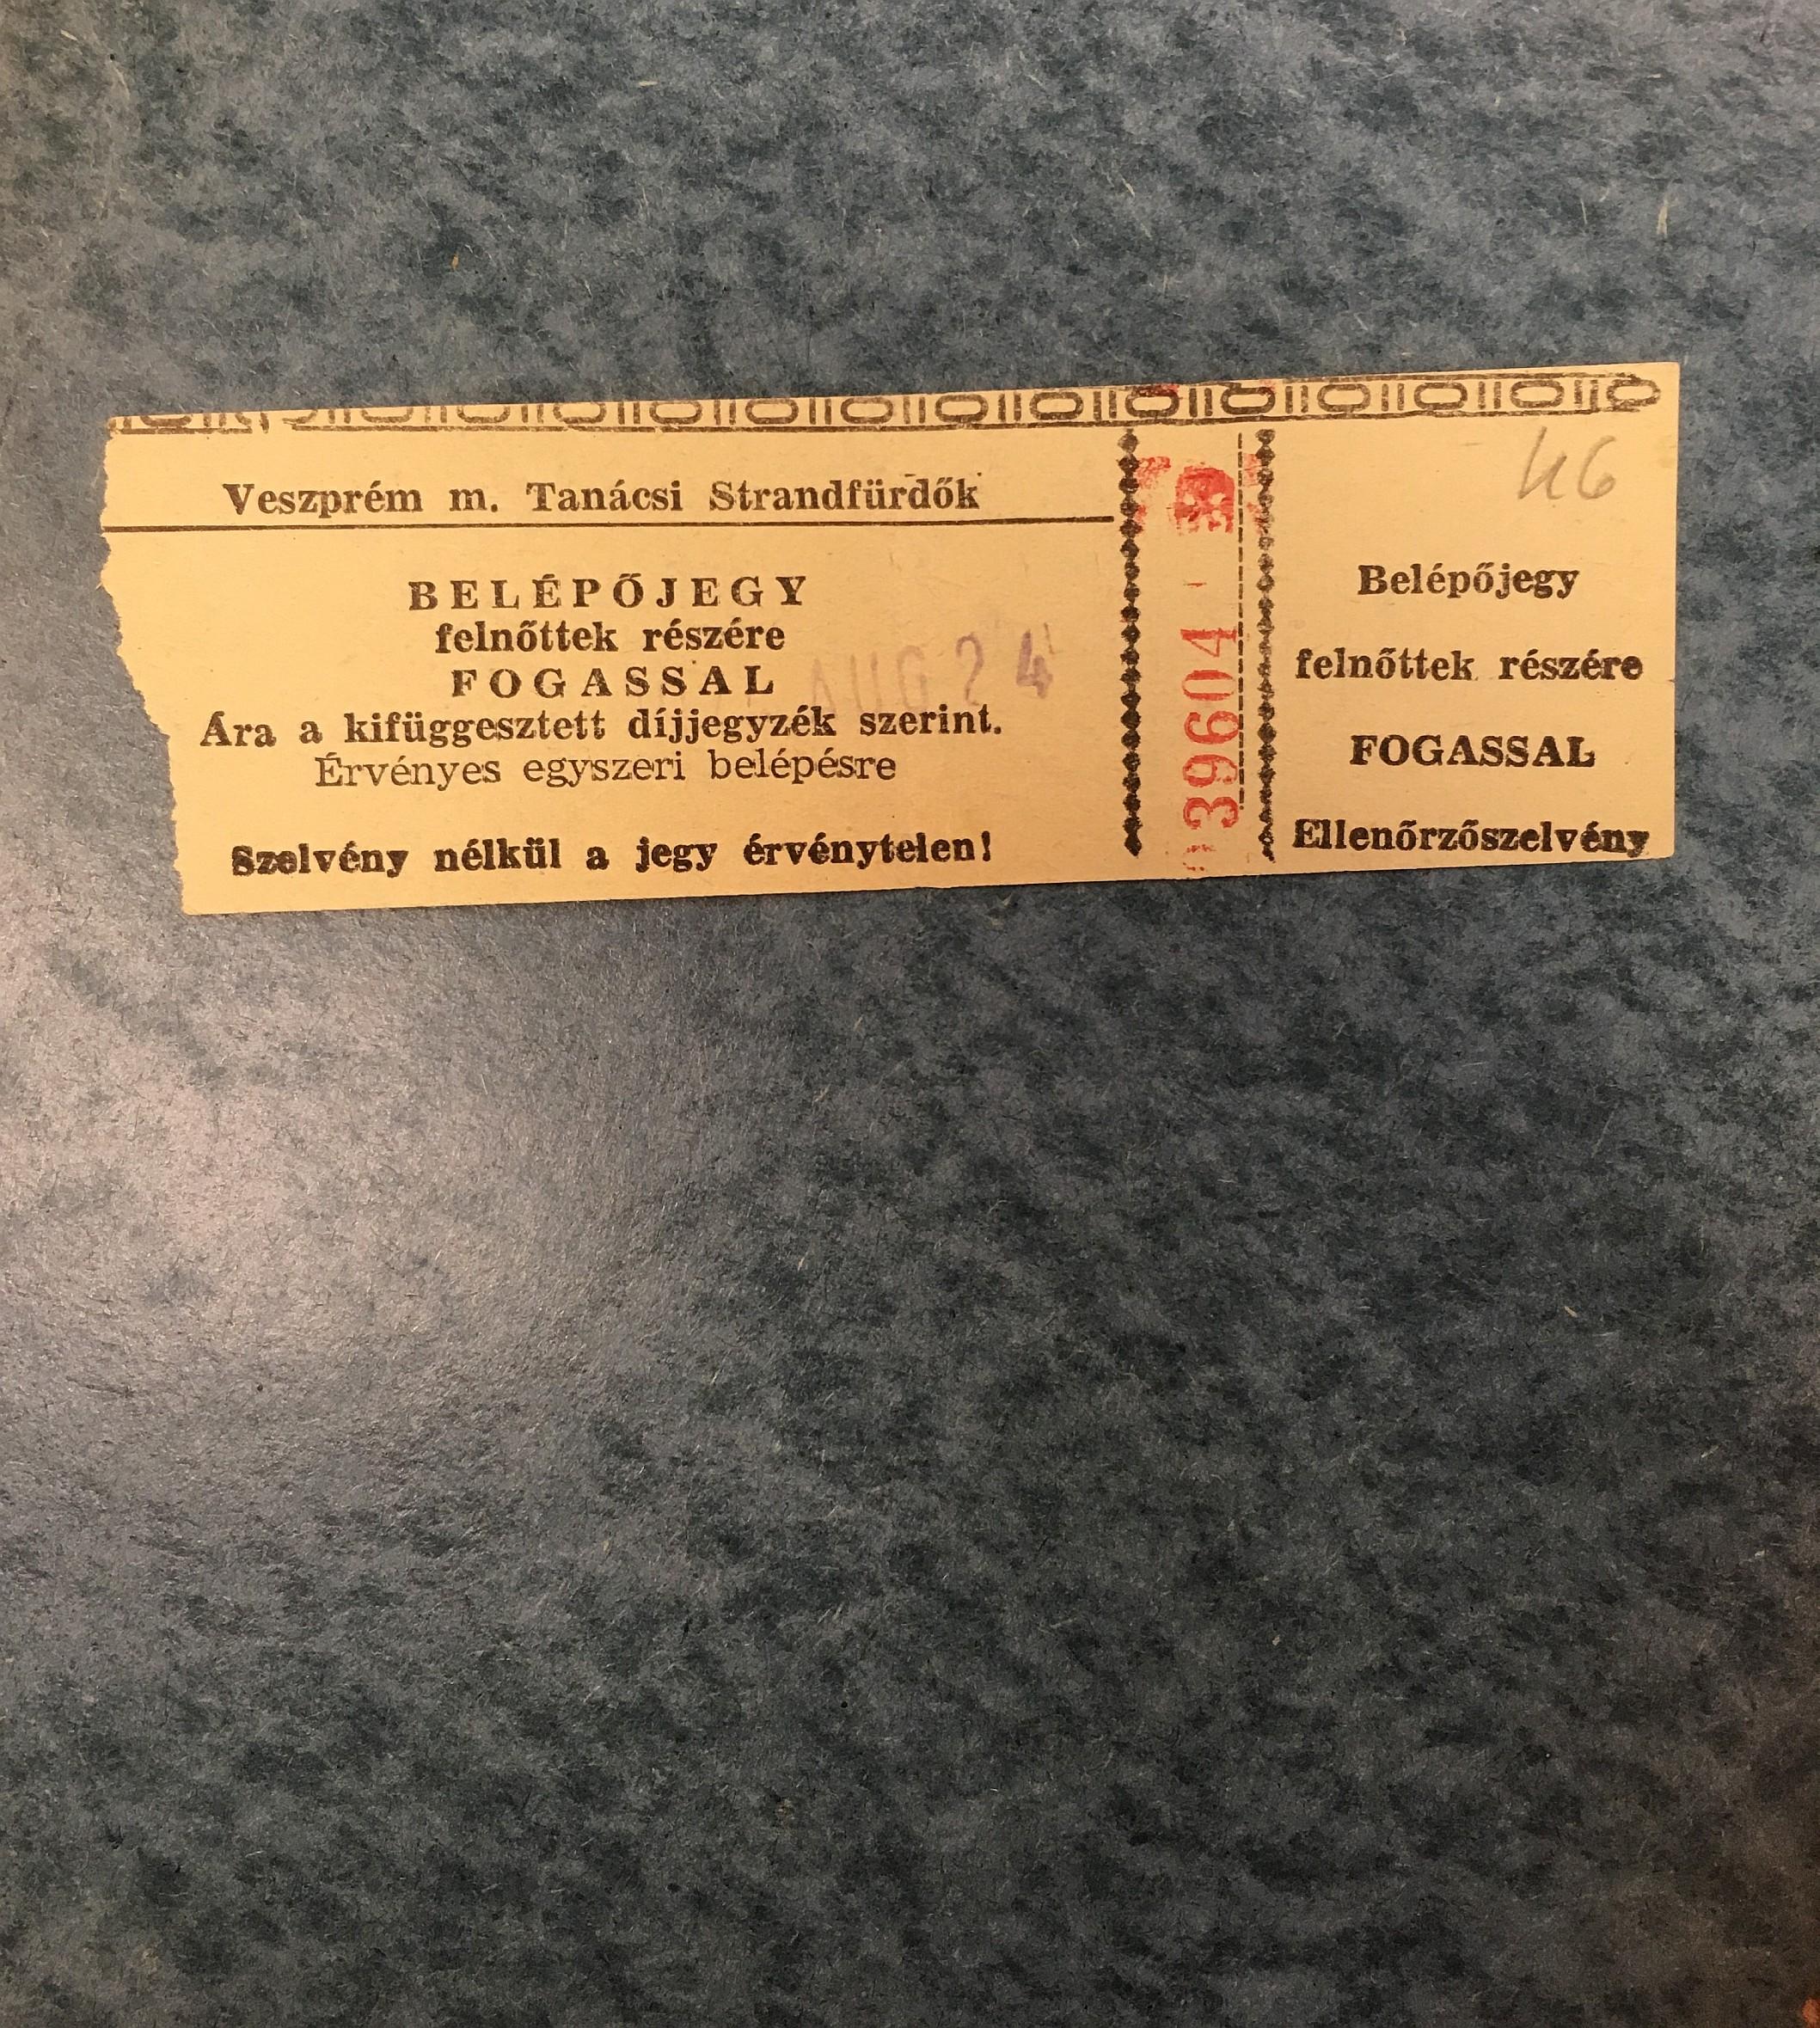 Veszprém m. Tanácsi Strandfürdők
BELÉPŐJEGY
felnőttek részére
FOGASSAL
AUG 24
Ára a kifüggesztett díjjegyzék szerint.
Érvényes egyszeri belépésre
Szelvény nélkül a jegy érvénytelen!
39604
46
Belépőjegy
felnőttek részére
FOGASSAL
Ellenőrzőszelvény